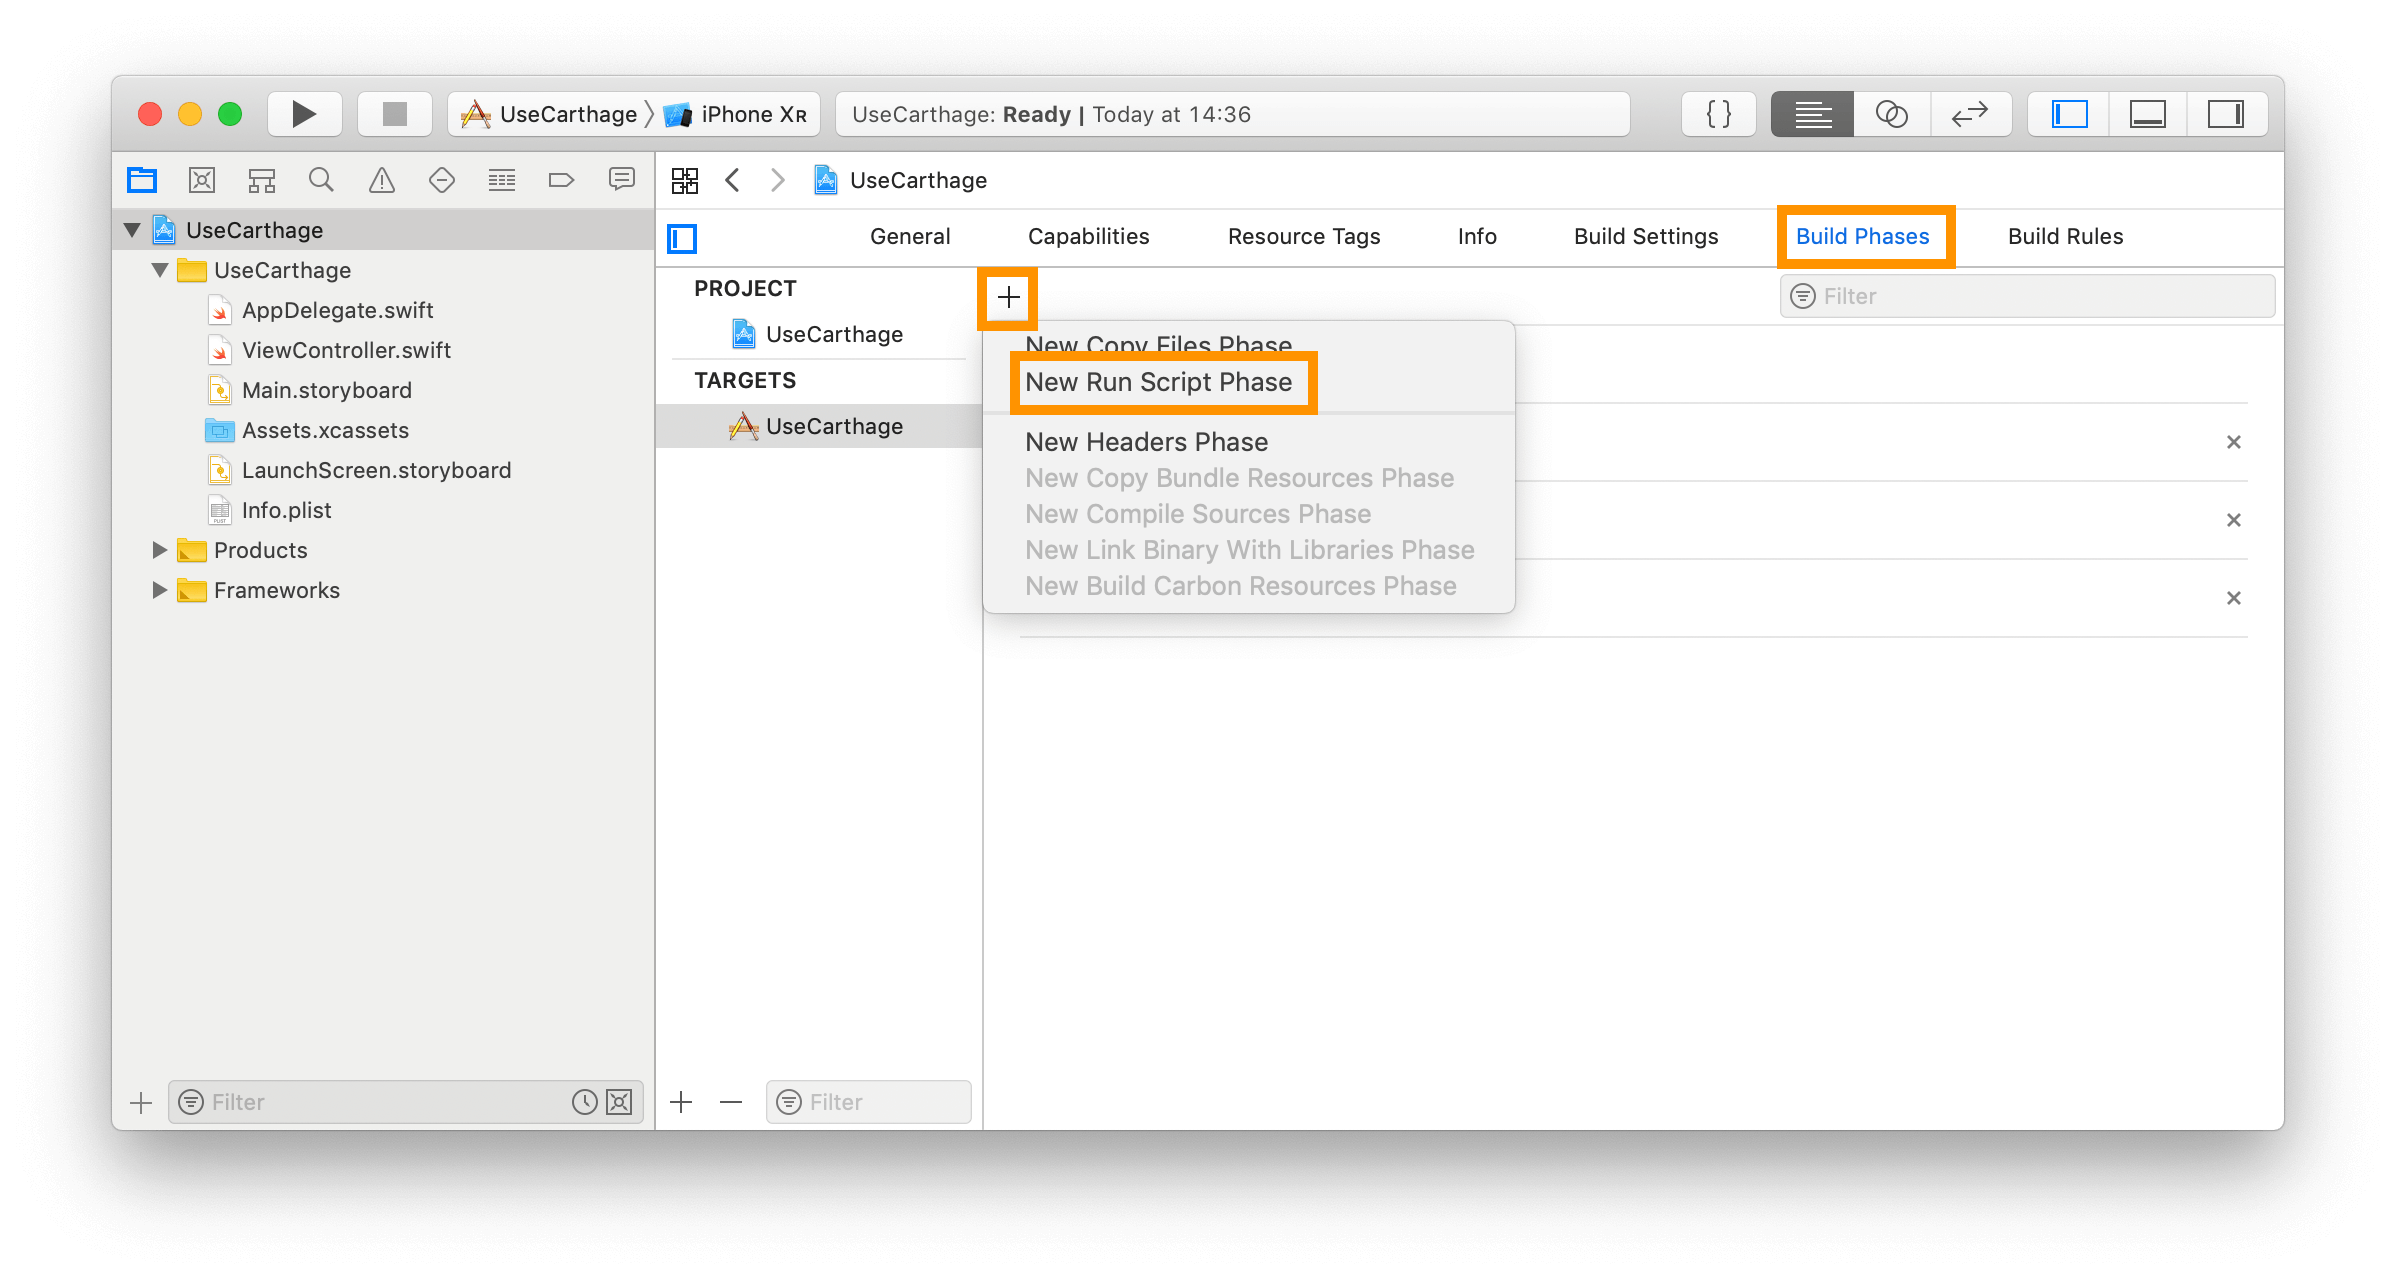 UseCarthage
iPhone Xʀ
UseCarthage: Ready | Today at 14:36
UseCarthage
UseCarthage
AppDelegate.swift
ViewController.swift
Main.storyboard
Assets.xcassets
LaunchScreen.storyboard
Info.plist
Products
Frameworks
Filter
UseCarthage
General
Capabilities
Resource Tags
Info
Build Settings
Build Phases
Build Rules
PROJECT
UseCarthage
TARGETS
UseCarthage
Filter
Filter
New Copy Files Phase
New Run Script Phase
New Headers Phase
New Copy Bundle Resources Phase
New Compile Sources Phase
New Link Binary With Libraries Phase
New Build Carbon Resources Phase